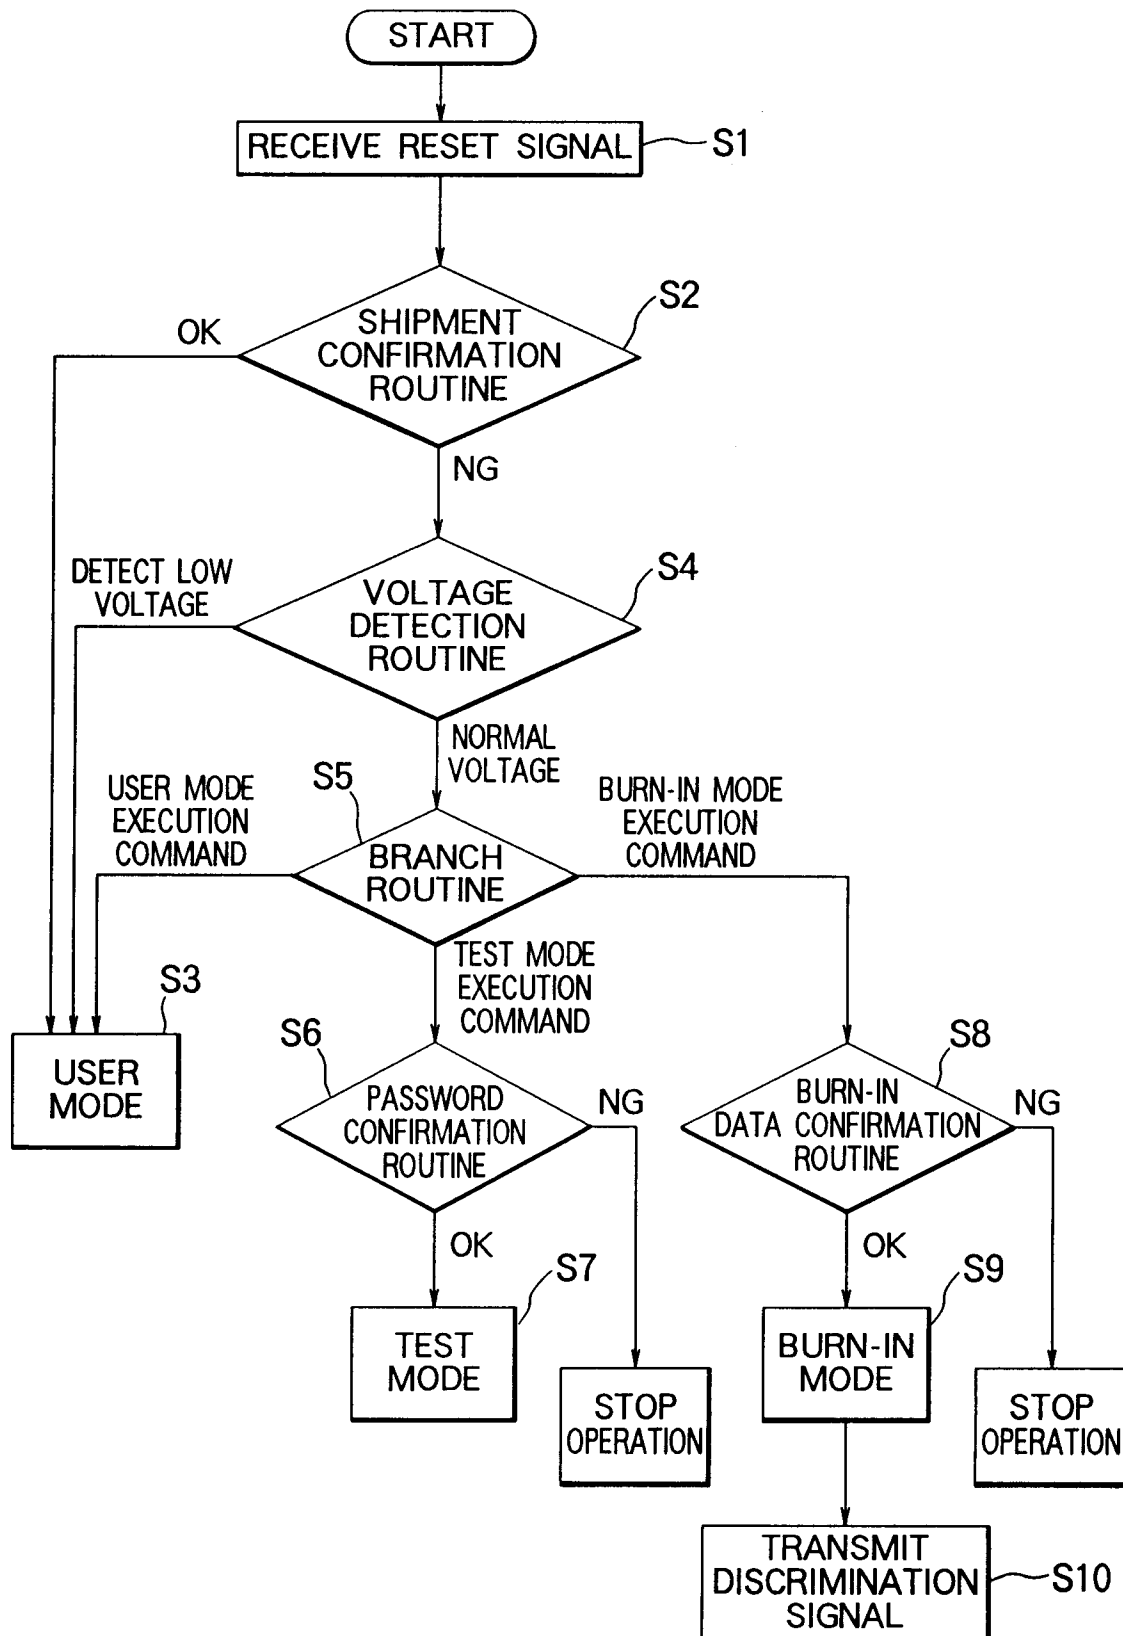 START
RECEIVE RESET SIGNAL
S1
S2
OK
SHIPMENT
CONFIRMATION
ROUTINE
NG
DETECT LOW
VOLTAGE
S4
VOLTAGE
DETECTION
ROUTINE
NORMAL
VOLTAGE
S5
USER MODE
EXECUTION
COMMAND
BURN-IN MODE
EXECUTION
COMMAND
BRANCH
ROUTINE
TEST MODE
EXECUTION
COMMAND
S3
USER
MODE
S6
PASSWORD
CONFIRMATION
ROUTINE
NG
S8
BURN-IN
DATA CONFIRMATION
ROUTINE
NG
OK
OK
S7
TEST
MODE
S9
BURN-IN
MODE
STOP
OPERATION
STOP
OPERATION
TRANSMIT
DISCRIMINATION
SIGNAL
S10